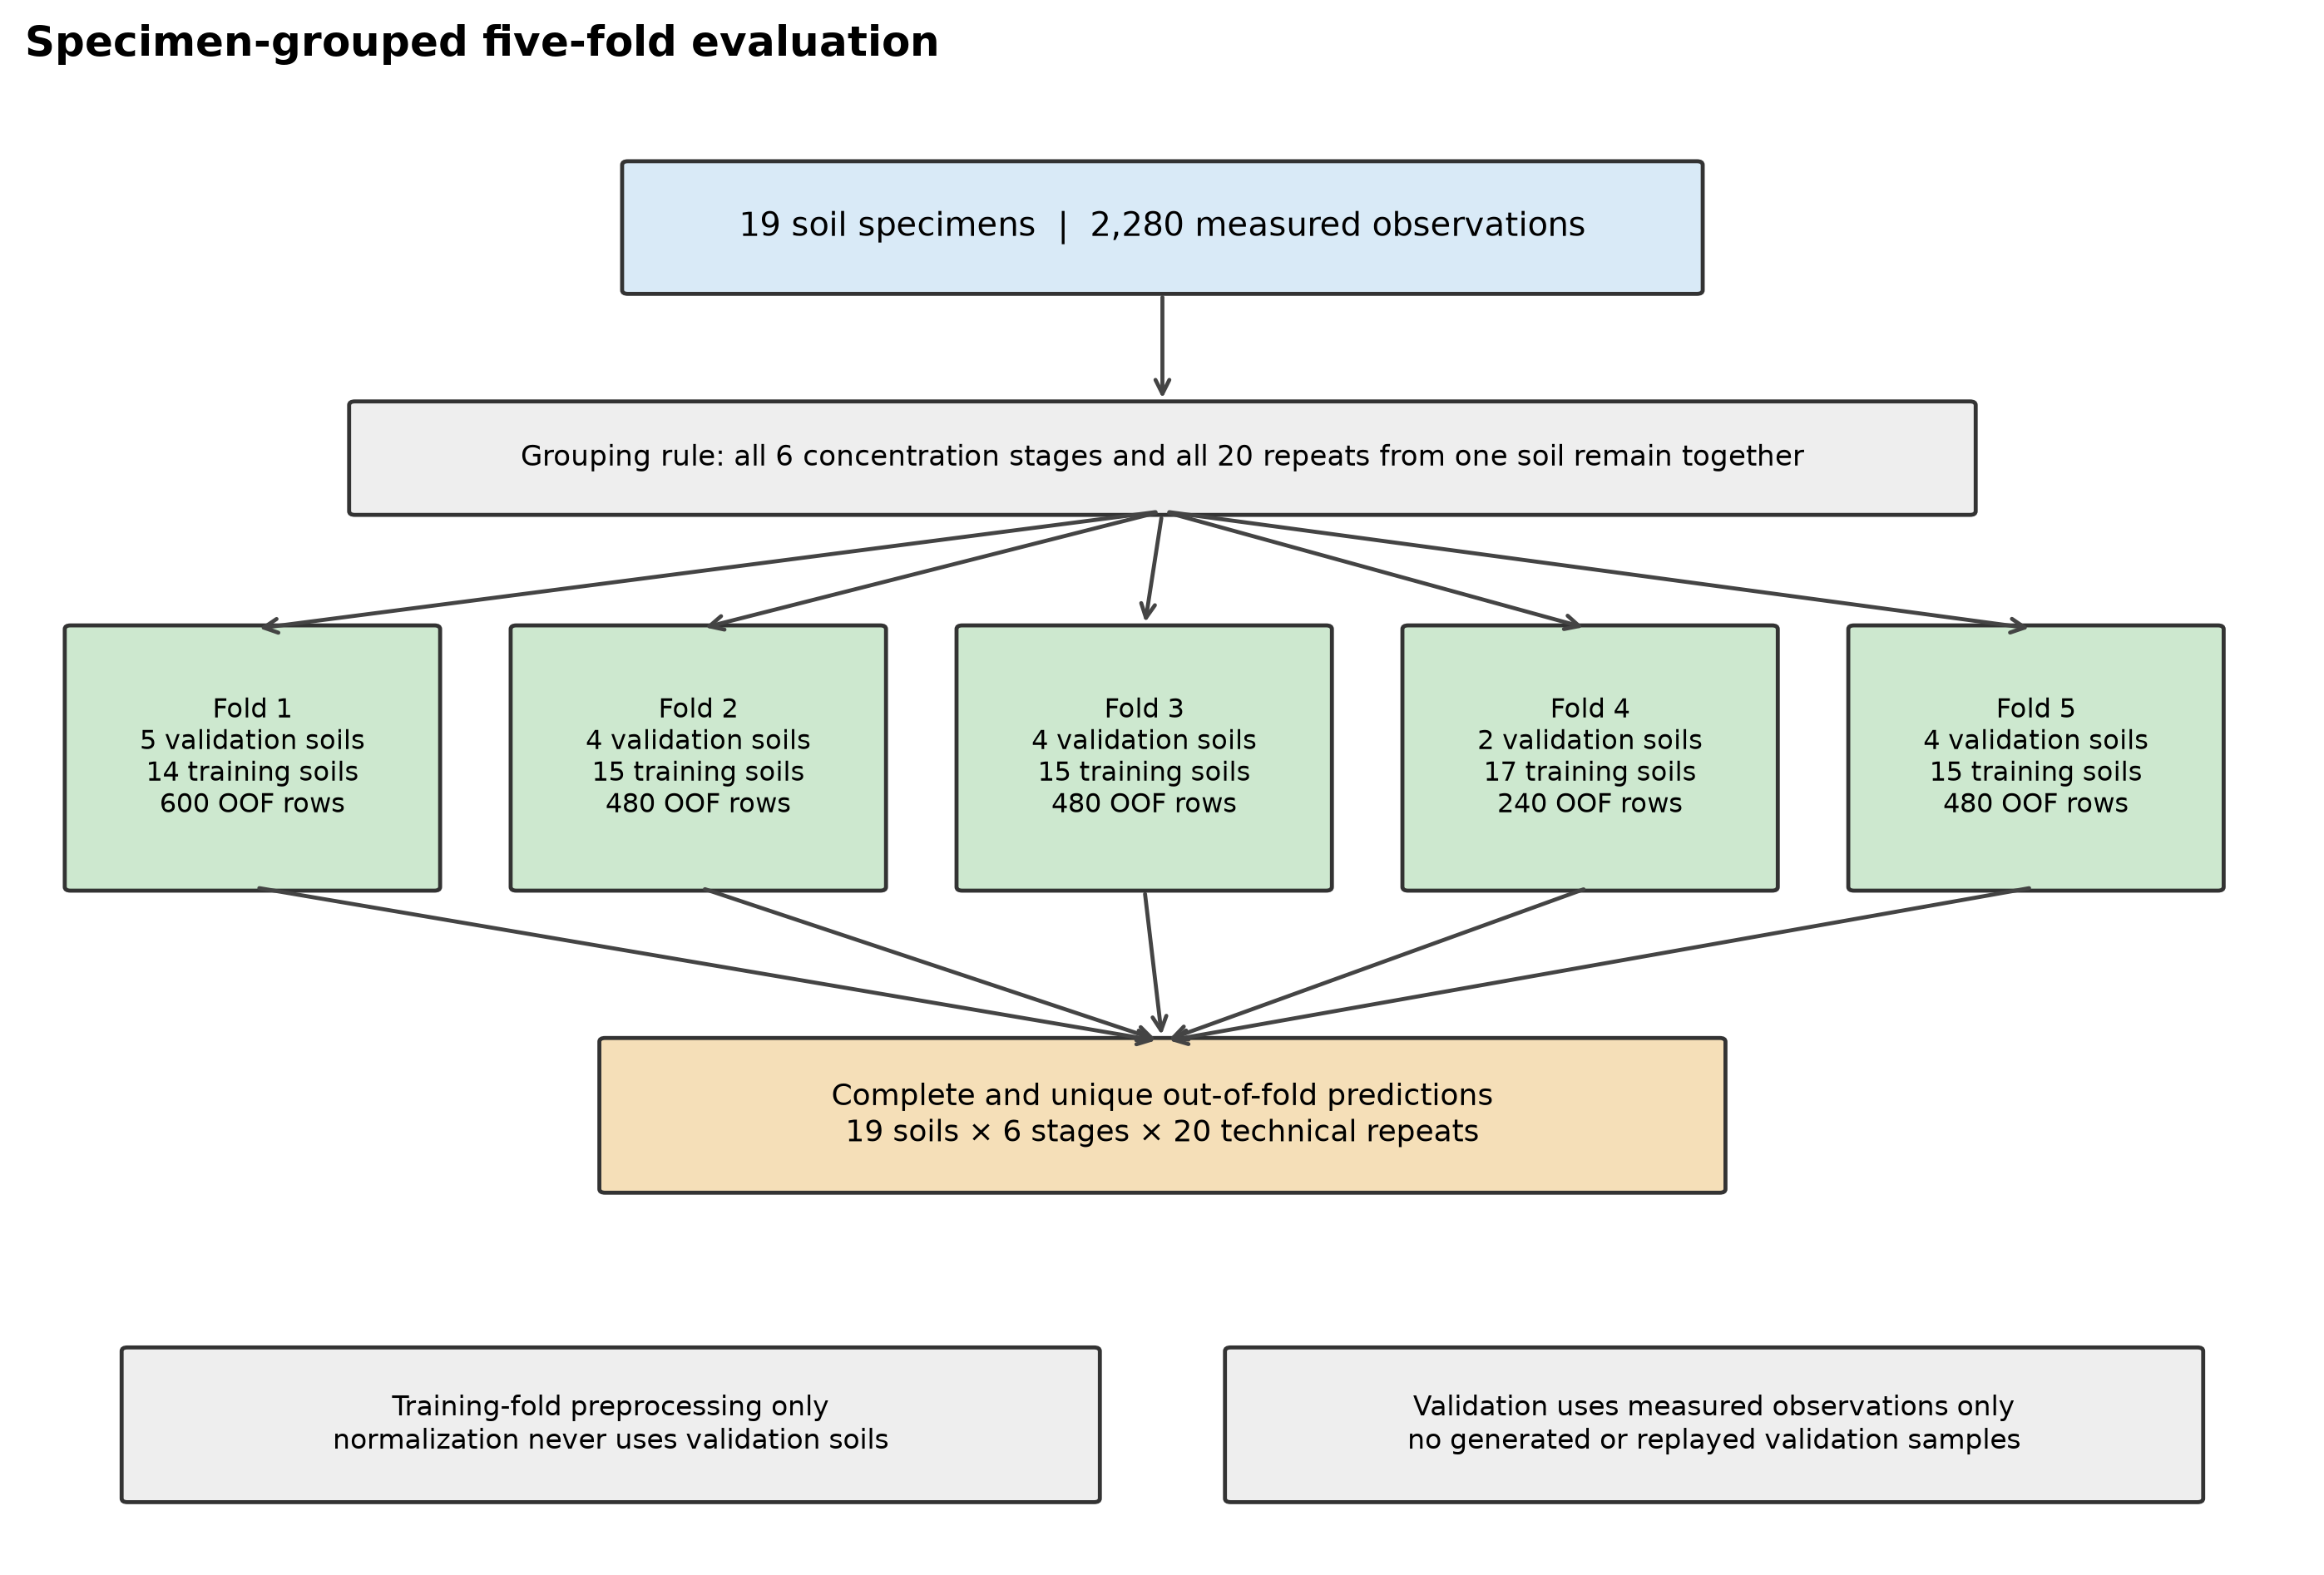 Specimen-grouped five-fold evaluation
19 soil specimens | 2,280 measured observations
Grouping rule: all 6 concentration stages and all 20 repeats from one soil remain together
Fold 1
5 validation soils
14 training soils
600 OOF rows
Fold 2
4 validation soils
15 training soils
480 OOF rows
Fold 3
4 validation soils
15 training soils
480 OOF rows
Fold 4
2 validation soils
17 training soils
240 OOF rows
Fold 5
4 validation soils
15 training soils
480 OOF rows
Complete and unique out-of-fold predictions
19 soils × 6 stages × 20 technical repeats
Training-fold preprocessing only
normalization never uses validation soils
Validation uses measured observations only
no generated or replayed validation samples